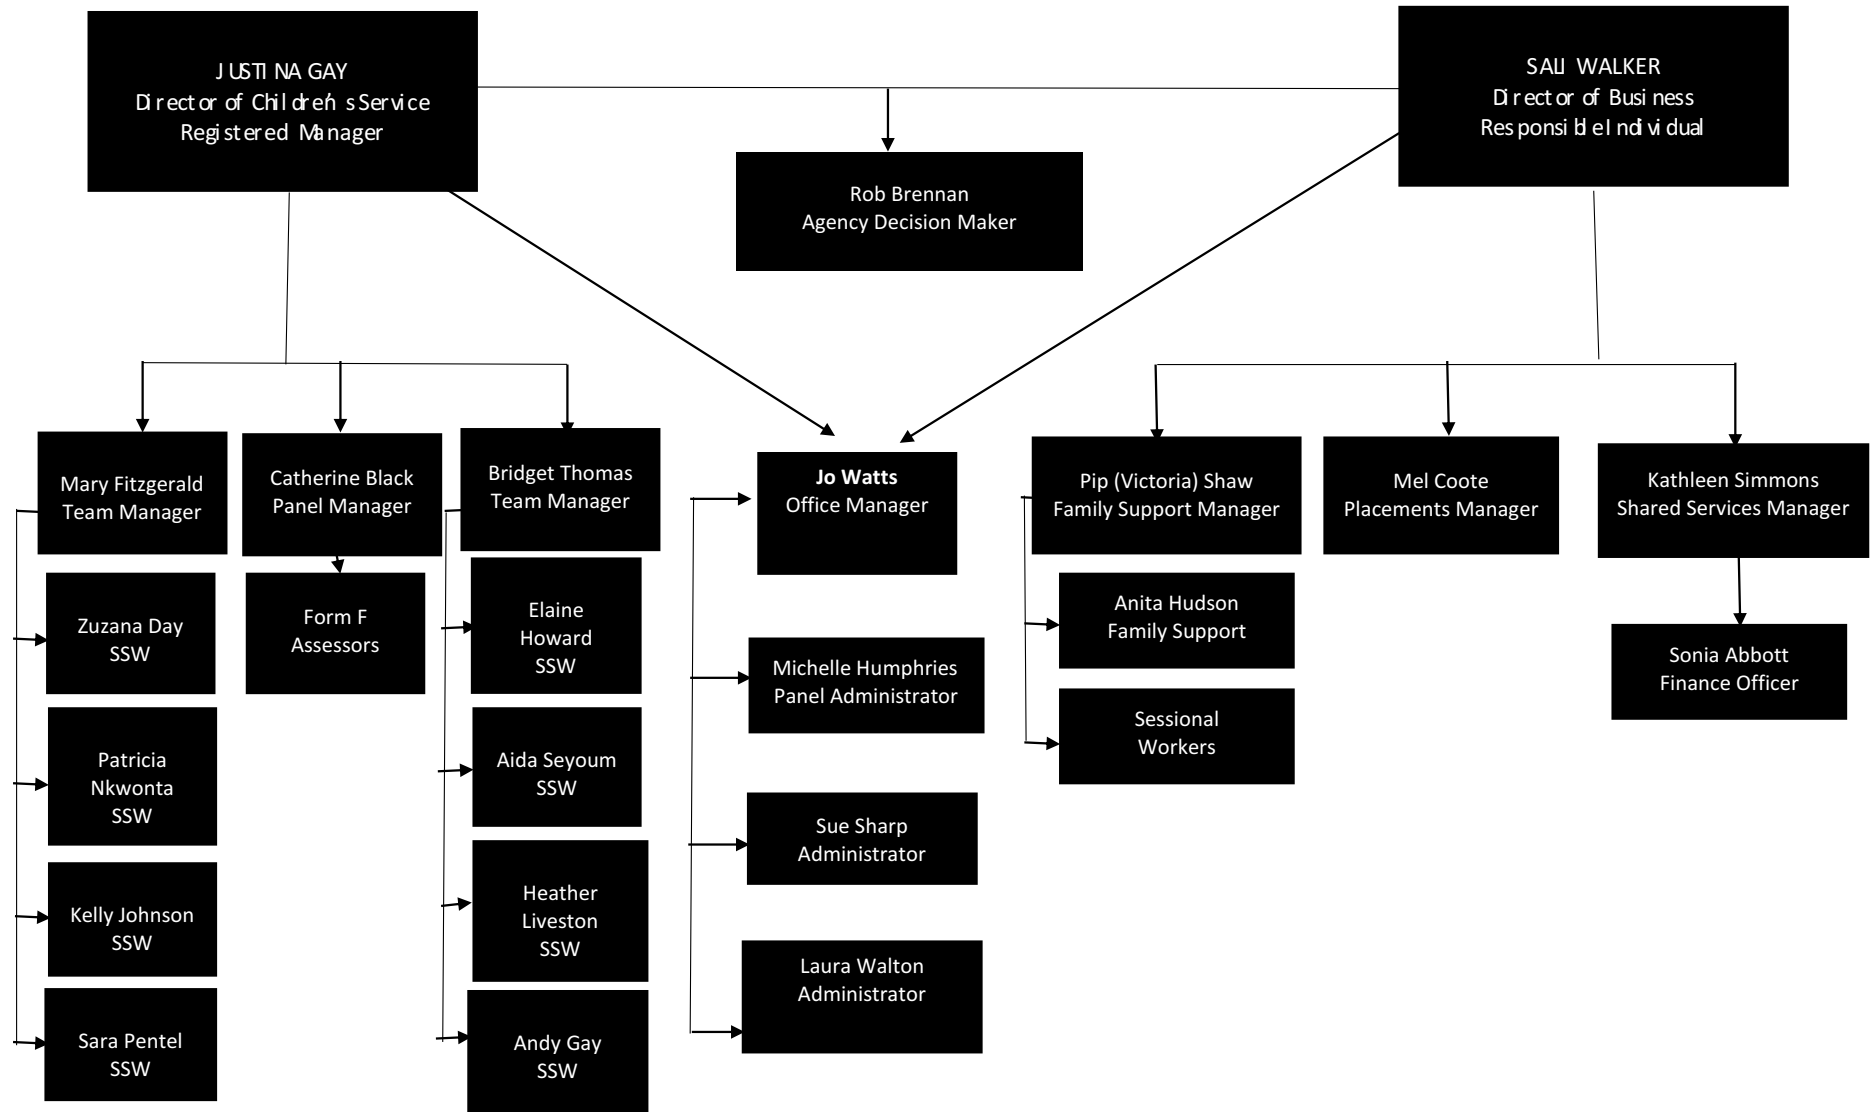 JUSTINA GAY
Director of Children's Service
Registered Manager
SALI WALKER
Director of Business
Responsible Individual
Rob Brennan
Agency Decision Maker
Mary Fitzgerald
Team Manager
Catherine Black
Panel Manager
Bridget Thomas
Team Manager
Jo Watts
Office Manager
Pip (Victoria) Shaw
Family Support Manager
Mel Coote
Placements Manager
Kathleen Simmons
Shared Services Manager
Zuzana Day
SSW
Form F
Assessors
Elaine
Howard
SSW
Michelle Humphries
Panel Administrator
Anita Hudson
Family Support
Sonia Abbott
Finance Officer
Patricia
Nkwonta
SSW
Aida Seyoum
SSW
Sue Sharp
Administrator
Sessional
Workers
Kelly Johnson
SSW
Heather
Liveston
SSW
Laura Walton
Administrator
Sara Pentel
SSW
Andy Gay
SSW